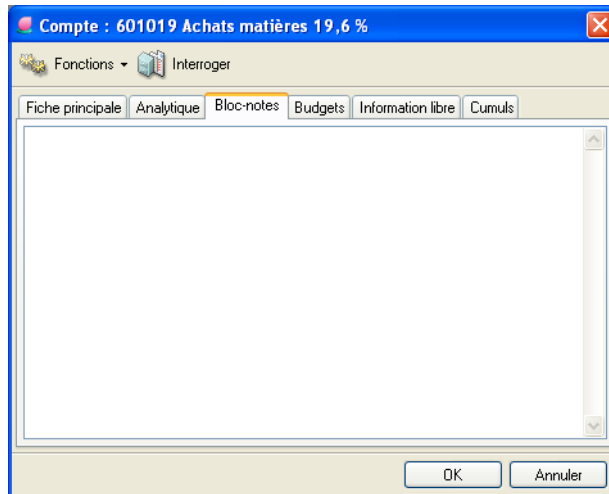 Compte : 601019 Achats matières 19,6 %
Fonctions Interroger
Fiche principale Analytique Bloc-notes Budgets Information libre Cumuls
OK Annuler